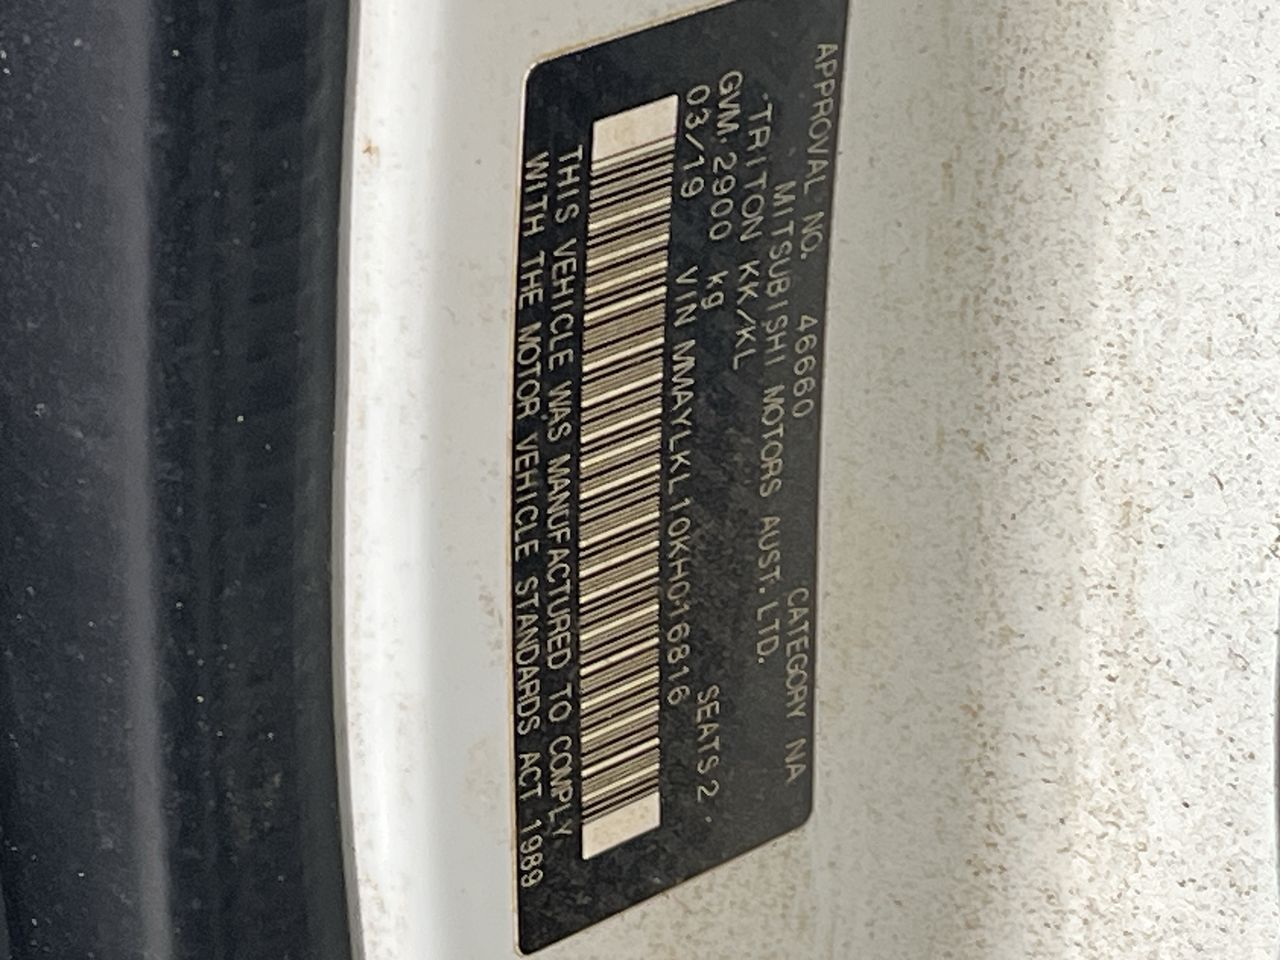 APPROVAL NO. 46660 CATEGORY NA
MITSUBISHI MOTORS AUST. LTD.
'TRITON KK/KL
GVM. 2900 kg SEATS 2
03/19 VIN MMAYLKL10KH016816
THIS VEHICLE WAS MANUFACTURED TO COMPLY
WITH THE MOTOR VEHICLE STANDARDS ACT 1989